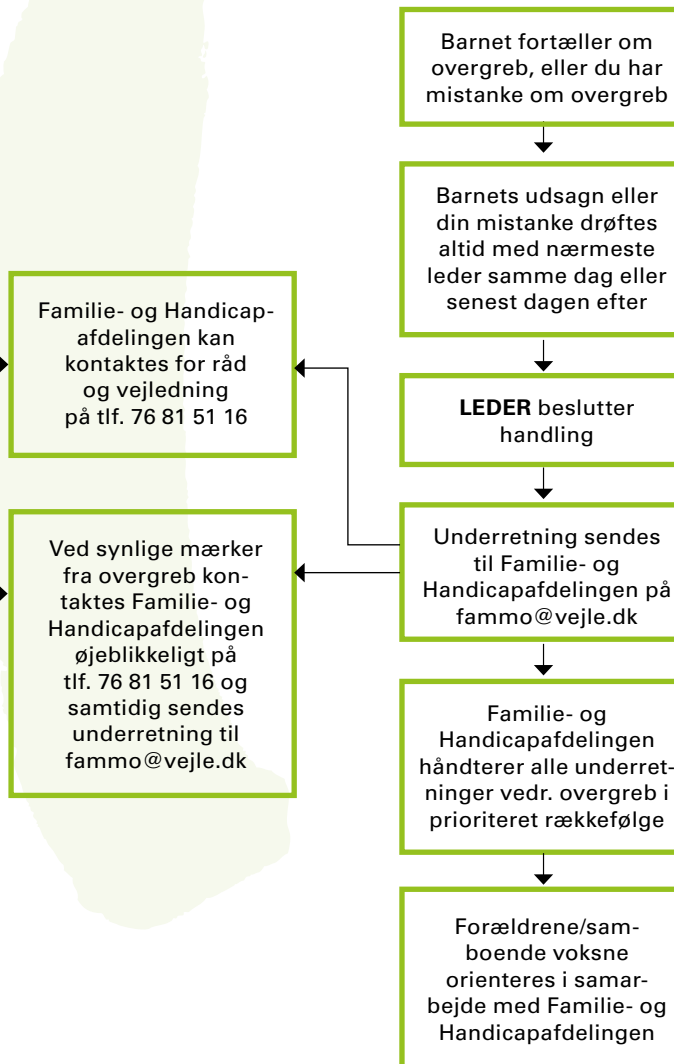 Barnet fortæller om
overgreb, eller du har
mistanke om overgreb
Barnets udsagn eller
din mistanke drøftes
altid med nærmeste
leder samme dag eller
senest dagen efter
Familie- og Handicap-
afdelingen kan
kontaktes for råd
og vejledning
på tlf. 76 81 51 16
LEDER beslutter
handling
Underretning sendes
til Familie- og
Handicapafdelingen på
fammo@vejle.dk
Ved synlige mærker
fra overgreb kon-
taktes Familie- og
Handicapafdelingen
øjeblikkeligt på
tlf. 76 81 51 16 og
samtidig sendes
underretning til
fammo@vejle.dk
Familie- og
Handicapafdelingen
håndterer alle underret-
ninger vedr. overgreb i
prioriteret rækkefølge
Forældrene/sam-
boende voksne
orienteres i samar-
bejde med Familie- og
Handicapafdelingen